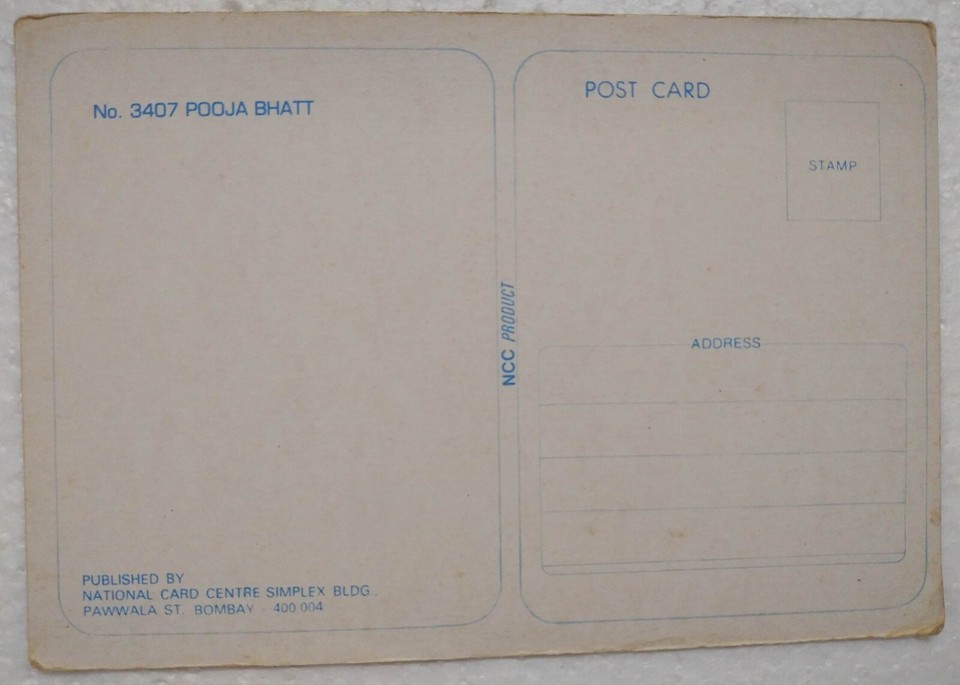 No. 3407 POOJA BHATT
PUBLISHED BY
NATIONAL CARD CENTRE SIMPLEX BLDG.,
PAWWALA ST. BOMBAY - 400 004
NCC PRODUCT
POST CARD
STAMP
ADDRESS